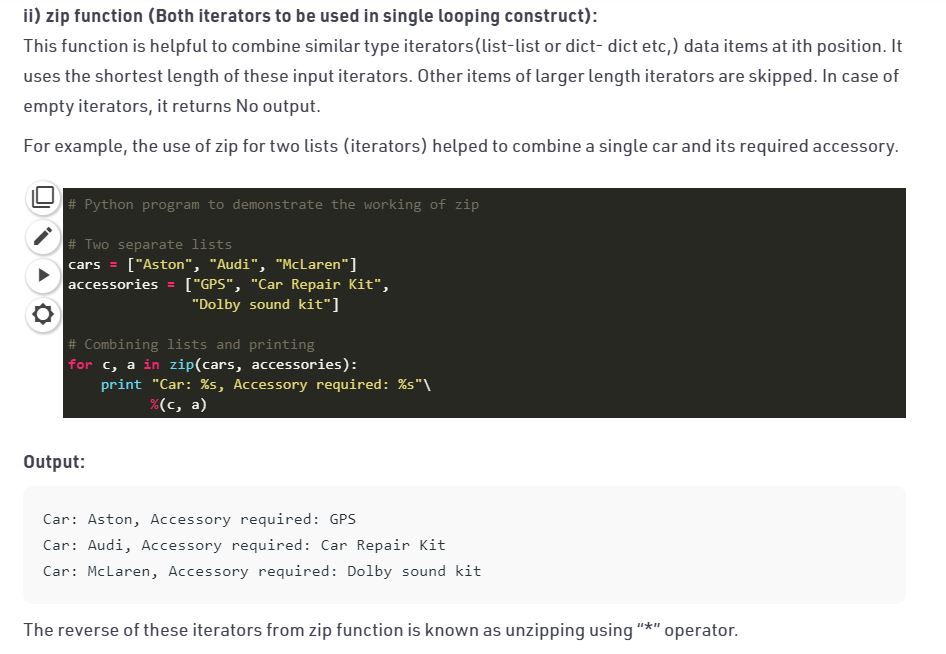 ii) zip function (Both iterators to be used in single looping construct):
This function is helpful to combine similar type iterators(list-list or dict- dict etc,) data items at ith position. It
uses the shortest length of these input iterators. Other items of larger length iterators are skipped. In case of
empty iterators, it returns No output.
For example, the use of zip for two lists (iterators) helped to combine a single car and its required accessory.
# Python program to demonstrate the working of zip
# Two separate lists
cars = ["Aston", "Audi", "McLaren"]
accessories = ["GPS", "Car Repair Kit",
               "Dolby sound kit"]
# Combining lists and printing
for c, a in zip(cars, accessories):
    print "Car: %s, Accessory required: %s"\
          %(c, a)
Output:
Car: Aston, Accessory required: GPS
Car: Audi, Accessory required: Car Repair Kit
Car: McLaren, Accessory required: Dolby sound kit
The reverse of these iterators from zip function is known as unzipping using “*” operator.